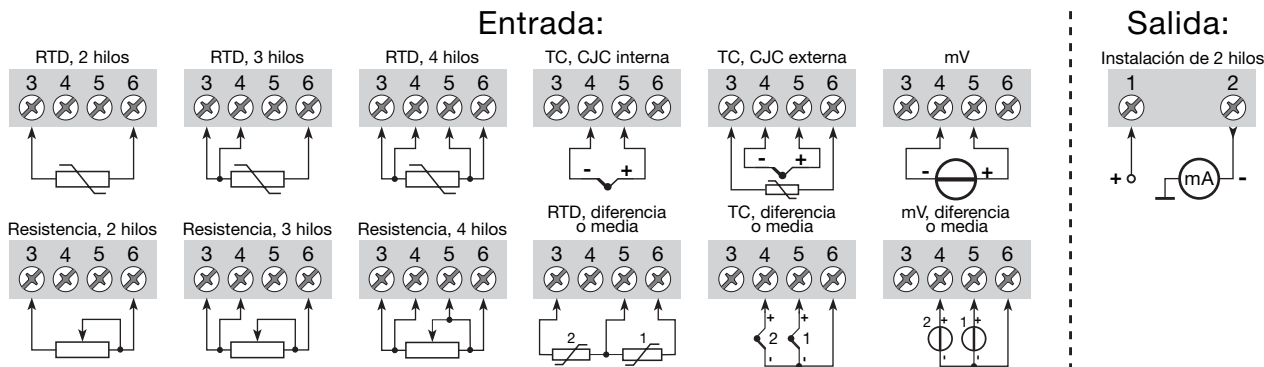 Entrada:
Salida:
RTD, 2 hilos
RTD, 3 hilos
RTD, 4 hilos
TC, CJC interna
TC, CJC externa
mV
Instalación de 2 hilos
3 4 5 6
3 4 5 6
3 4 5 6
3 4 5 6
3 4 5 6
3 4 5 6
1 2
- +
- +
- +
+ mA -
Resistencia, 2 hilos
Resistencia, 3 hilos
Resistencia, 4 hilos
RTD, diferencia
o media
TC, diferencia
o media
mV, diferencia
o media
3 4 5 6
3 4 5 6
3 4 5 6
3 4 5 6
3 4 5 6
3 4 5 6
2 1
+ +
2 1
- -
2 + 1 +
- -